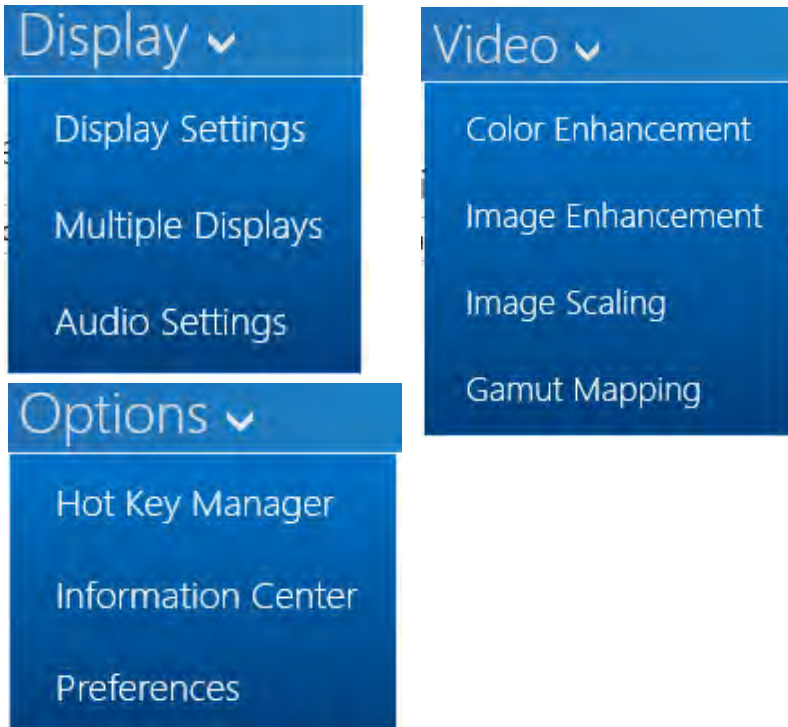 Display
Display Settings
Multiple Displays
Audio Settings
Video
Color Enhancement
Image Enhancement
Image Scaling
Gamut Mapping
Options
Hot Key Manager
Information Center
Preferences